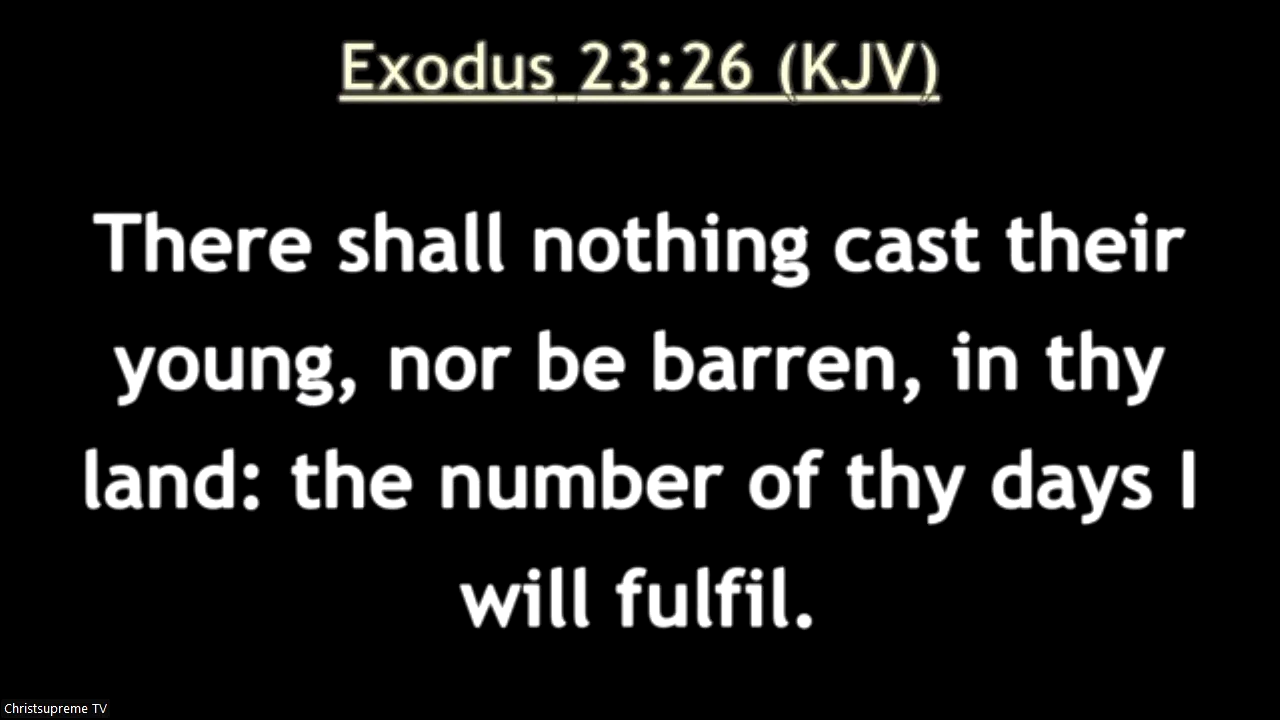 Exodus 23:26 (KJV)
There shall nothing cast their
young, nor be barren, in thy
land: the number of thy days I
will fulfil.
Christsupreme TV